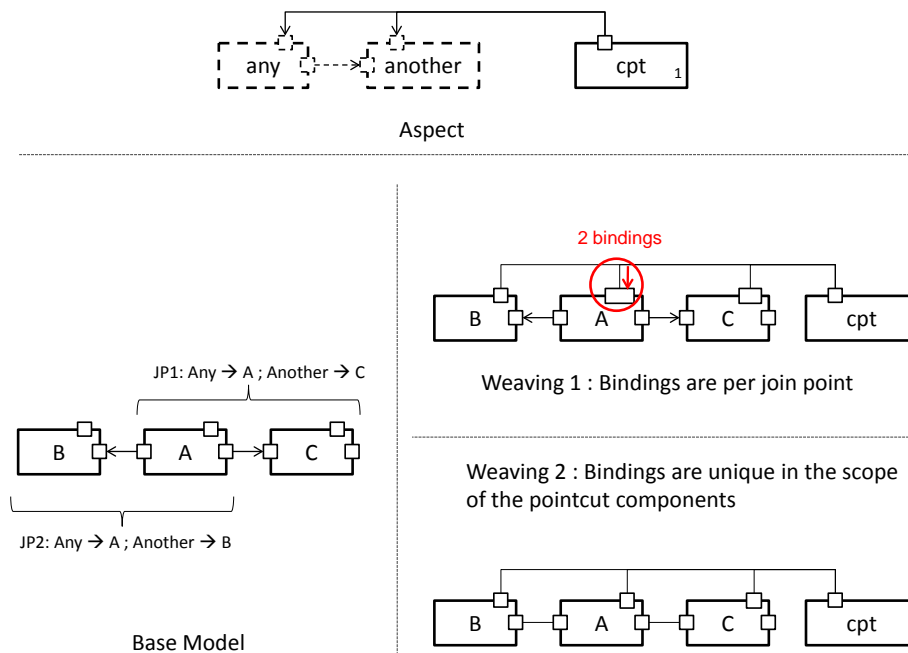 any
another
cpt
1
Aspect
2 bindings
B
A
C
cpt
Weaving 1 : Bindings are per join point
JP1: Any → A ; Another → C
B
A
C
JP2: Any → A ; Another → B
Base Model
Weaving 2 : Bindings are unique in the scope
of the pointcut components
B
A
C
cpt